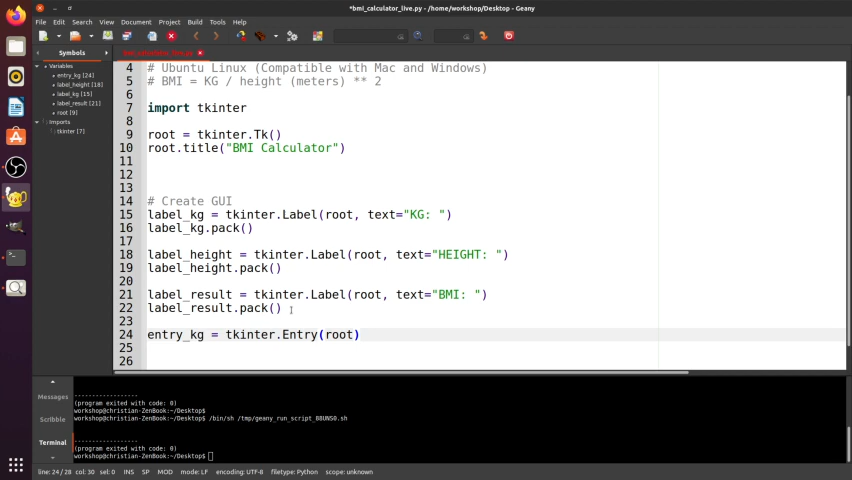 *bmi_calculator_live.py - /home/workshop/Desktop - Geany
File Edit Search View Document Project Build Tools Help
Symbols
bmi_calculator_live.py
Variables
entry_kg [24]
label_height [18]
label_kg [15]
label_result [21]
root [9]
Imports
tkinter [7]
4 # Ubuntu Linux (Compatible with Mac and Windows)
5 # BMI = KG / height (meters) ** 2
6
7 import tkinter
8
9 root = tkinter.Tk()
10 root.title("BMI Calculator")
11
12
13
14 # Create GUI
15 label_kg = tkinter.Label(root, text="KG: ")
16 label_kg.pack()
17
18 label_height = tkinter.Label(root, text="HEIGHT: ")
19 label_height.pack()
20
21 label_result = tkinter.Label(root, text="BMI: ")
22 label_result.pack()
23
24 entry_kg = tkinter.Entry(root)
25
26
Messages
Scribble
Terminal
------------------
(program exited with code: 0)
workshop@christian-ZenBook:~/Desktop$
workshop@christian-ZenBook:~/Desktop$ /bin/sh /tmp/geany_run_script_88UNS0.sh
------------------
(program exited with code: 0)
workshop@christian-ZenBook:~/Desktop$
line: 24 / 28 col: 30 sel: 0 INS SP MOD mode: LF encoding: UTF-8 filetype: Python scope: unknown